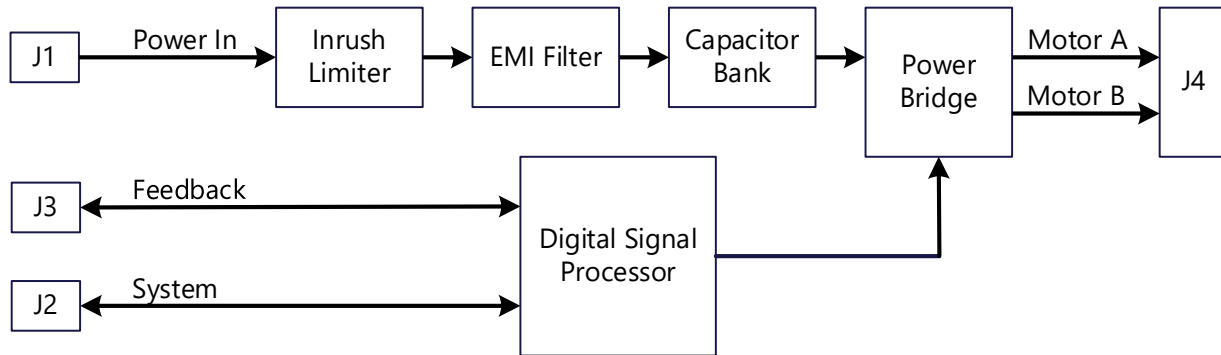 J1
Power In
Inrush
Limiter
EMI Filter
Capacitor
Bank
Power
Bridge
Motor A
Motor B
J4
J3
Feedback
Digital Signal
Processor
J2
System